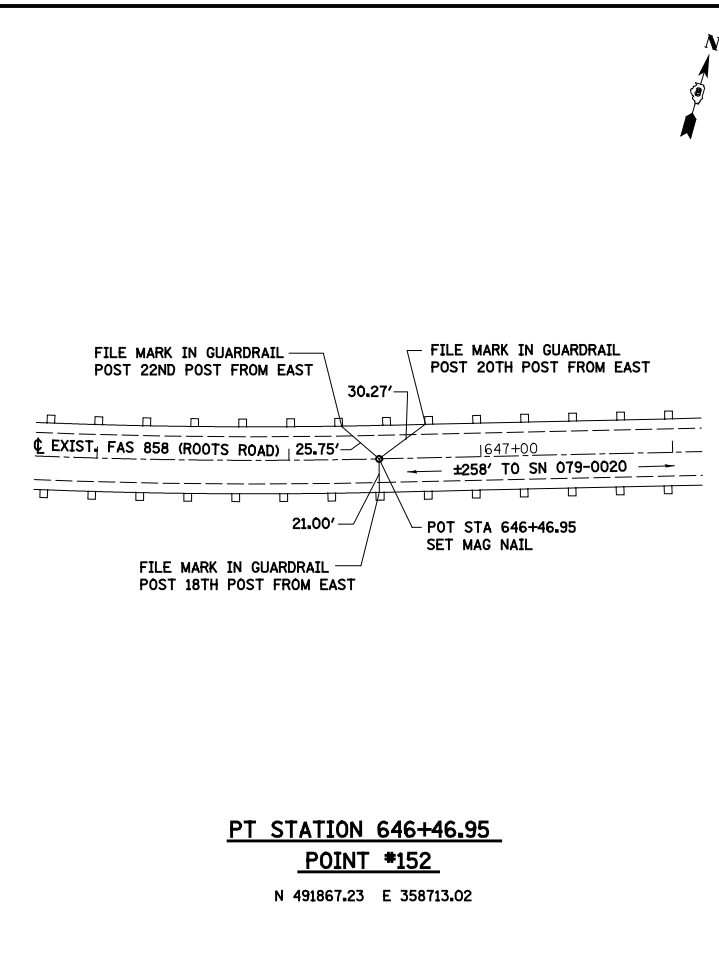 N
FILE MARK IN GUARDRAIL
POST 22ND POST FROM EAST
FILE MARK IN GUARDRAIL
POST 20TH POST FROM EAST
30.27'
℄ EXIST. FAS 858 (ROOTS ROAD)
25.75'
647+00
±258' TO SN 079-0020
21.00'
POT STA 646+46.95
SET MAG NAIL
FILE MARK IN GUARDRAIL
POST 18TH POST FROM EAST
PT STATION 646+46.95
POINT #152
N 491867.23 E 358713.02